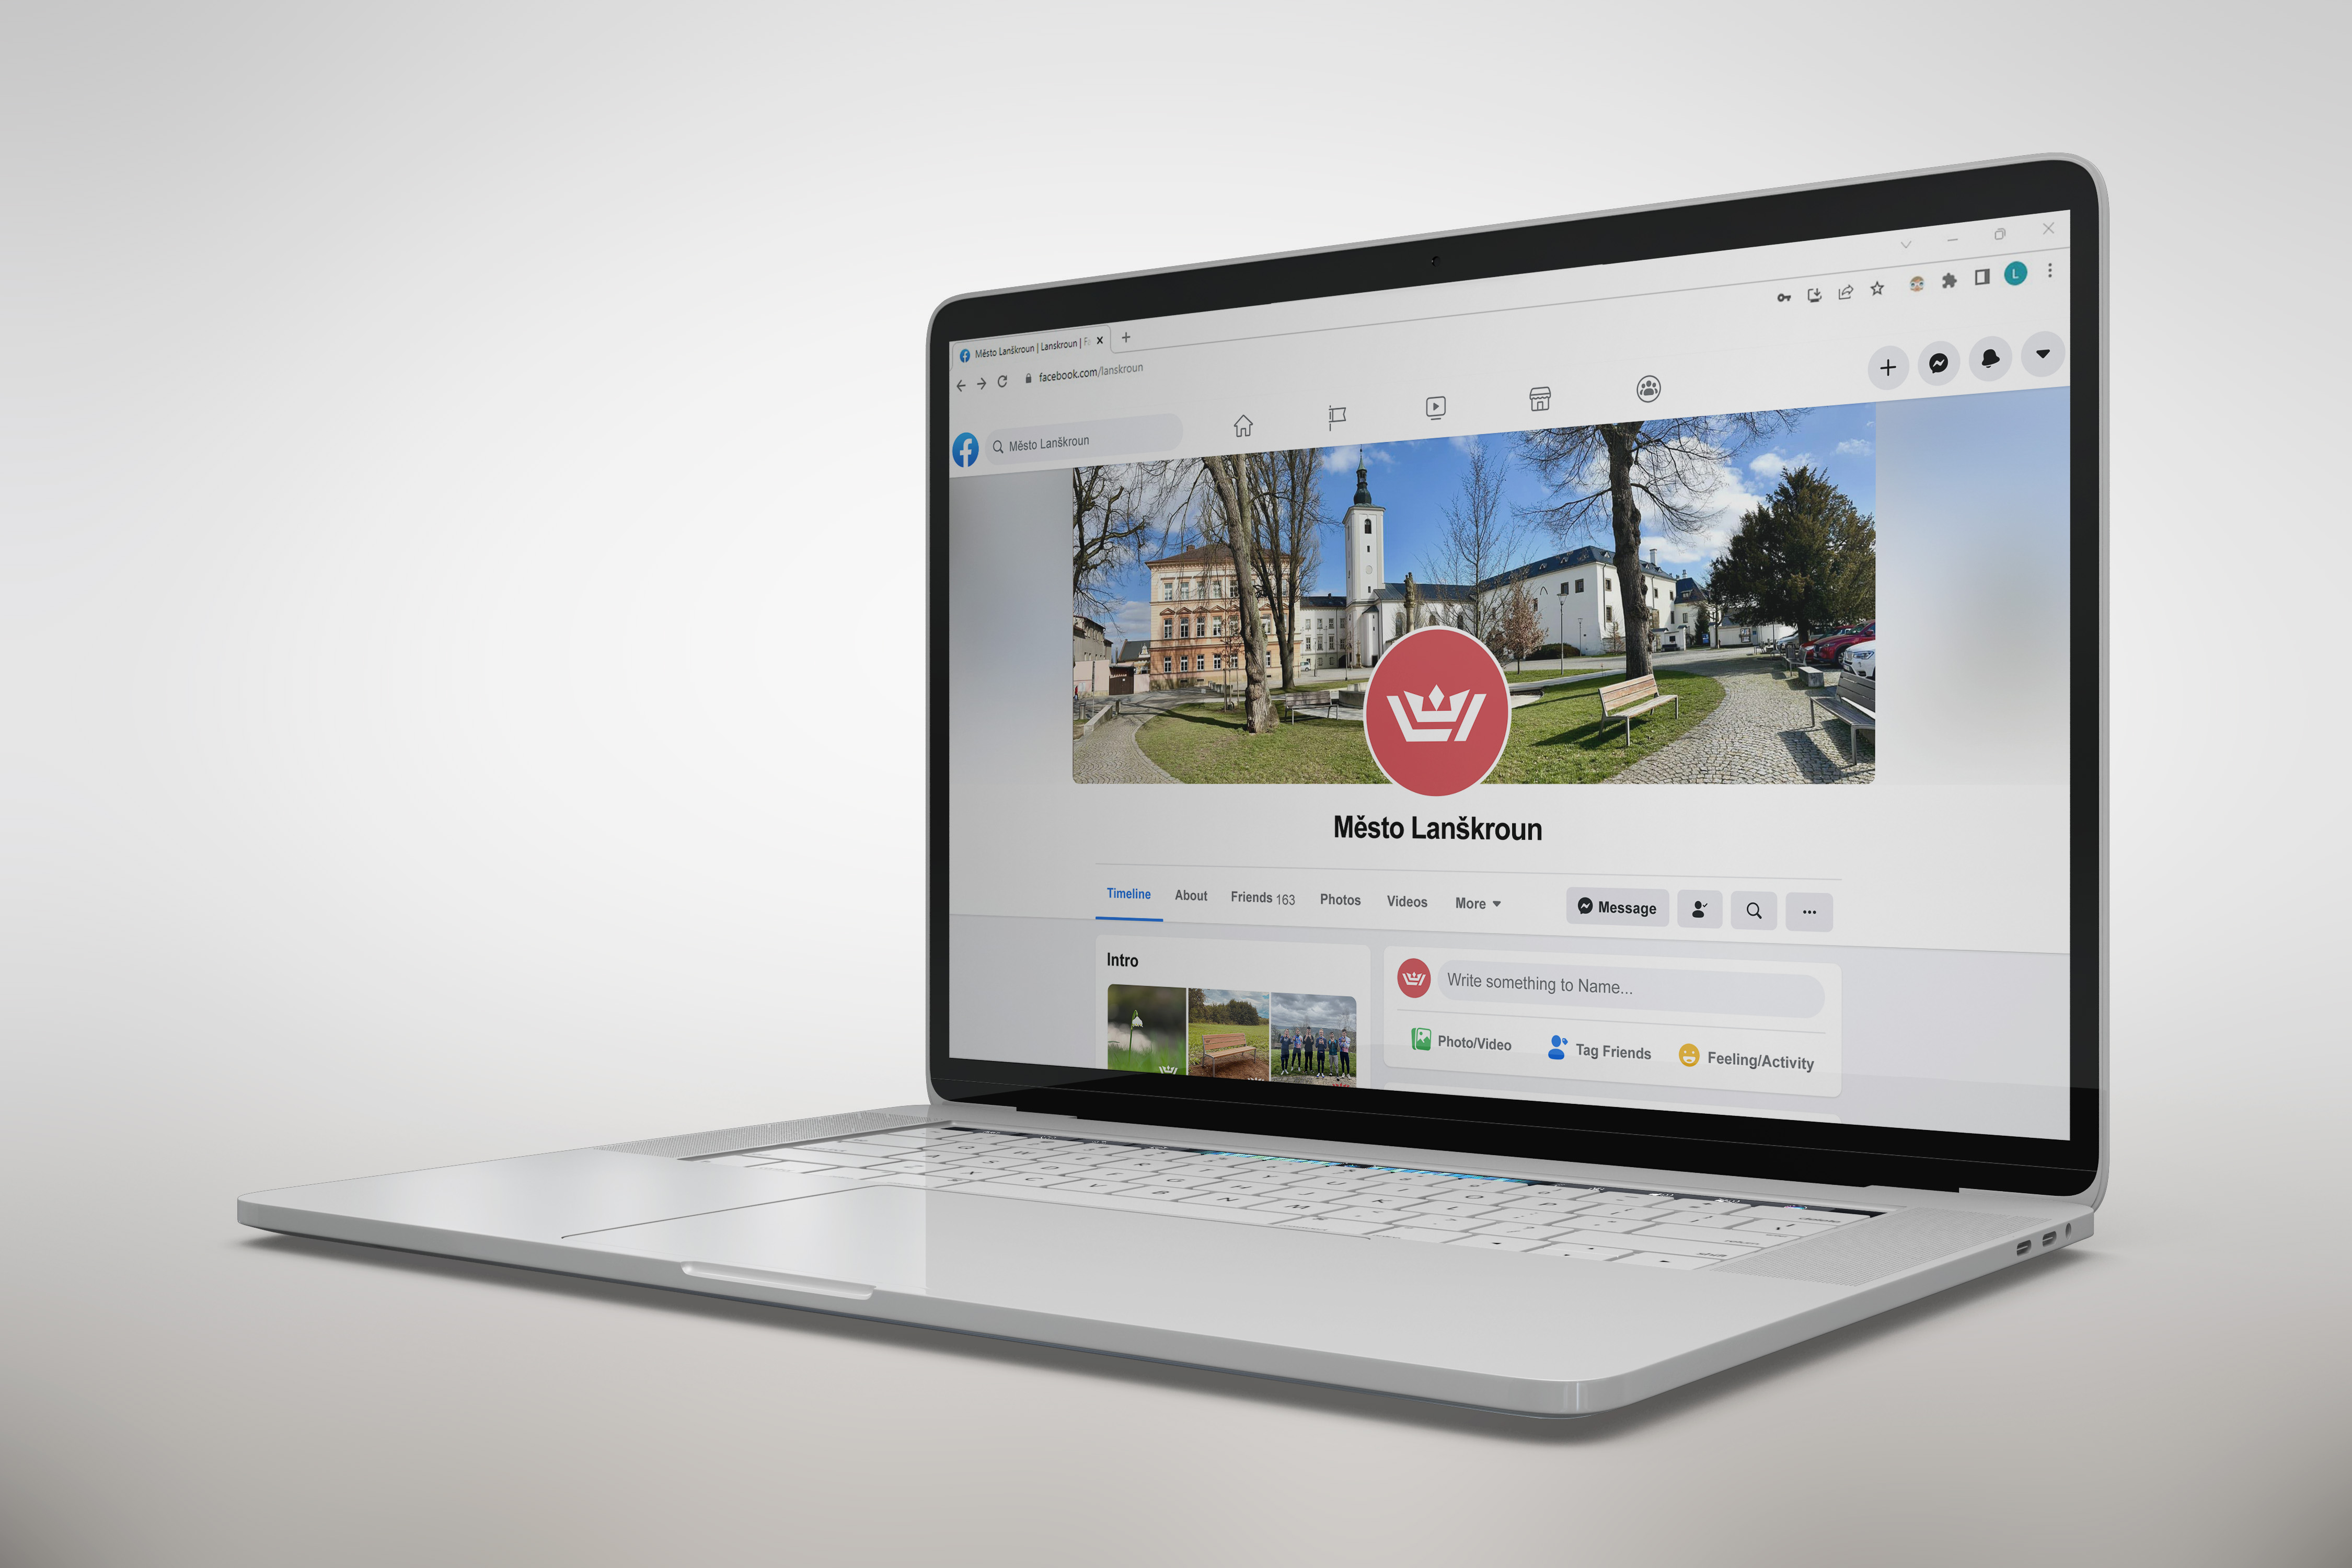 Město Lanškroun | Lanskroun | F
facebook.com/lanskroun
L
Město Lanškroun
Město Lanškroun
Timeline About Friends 163 Photos Videos More Message
Intro
Write something to Name...
Photo/Video Tag Friends Feeling/Activity